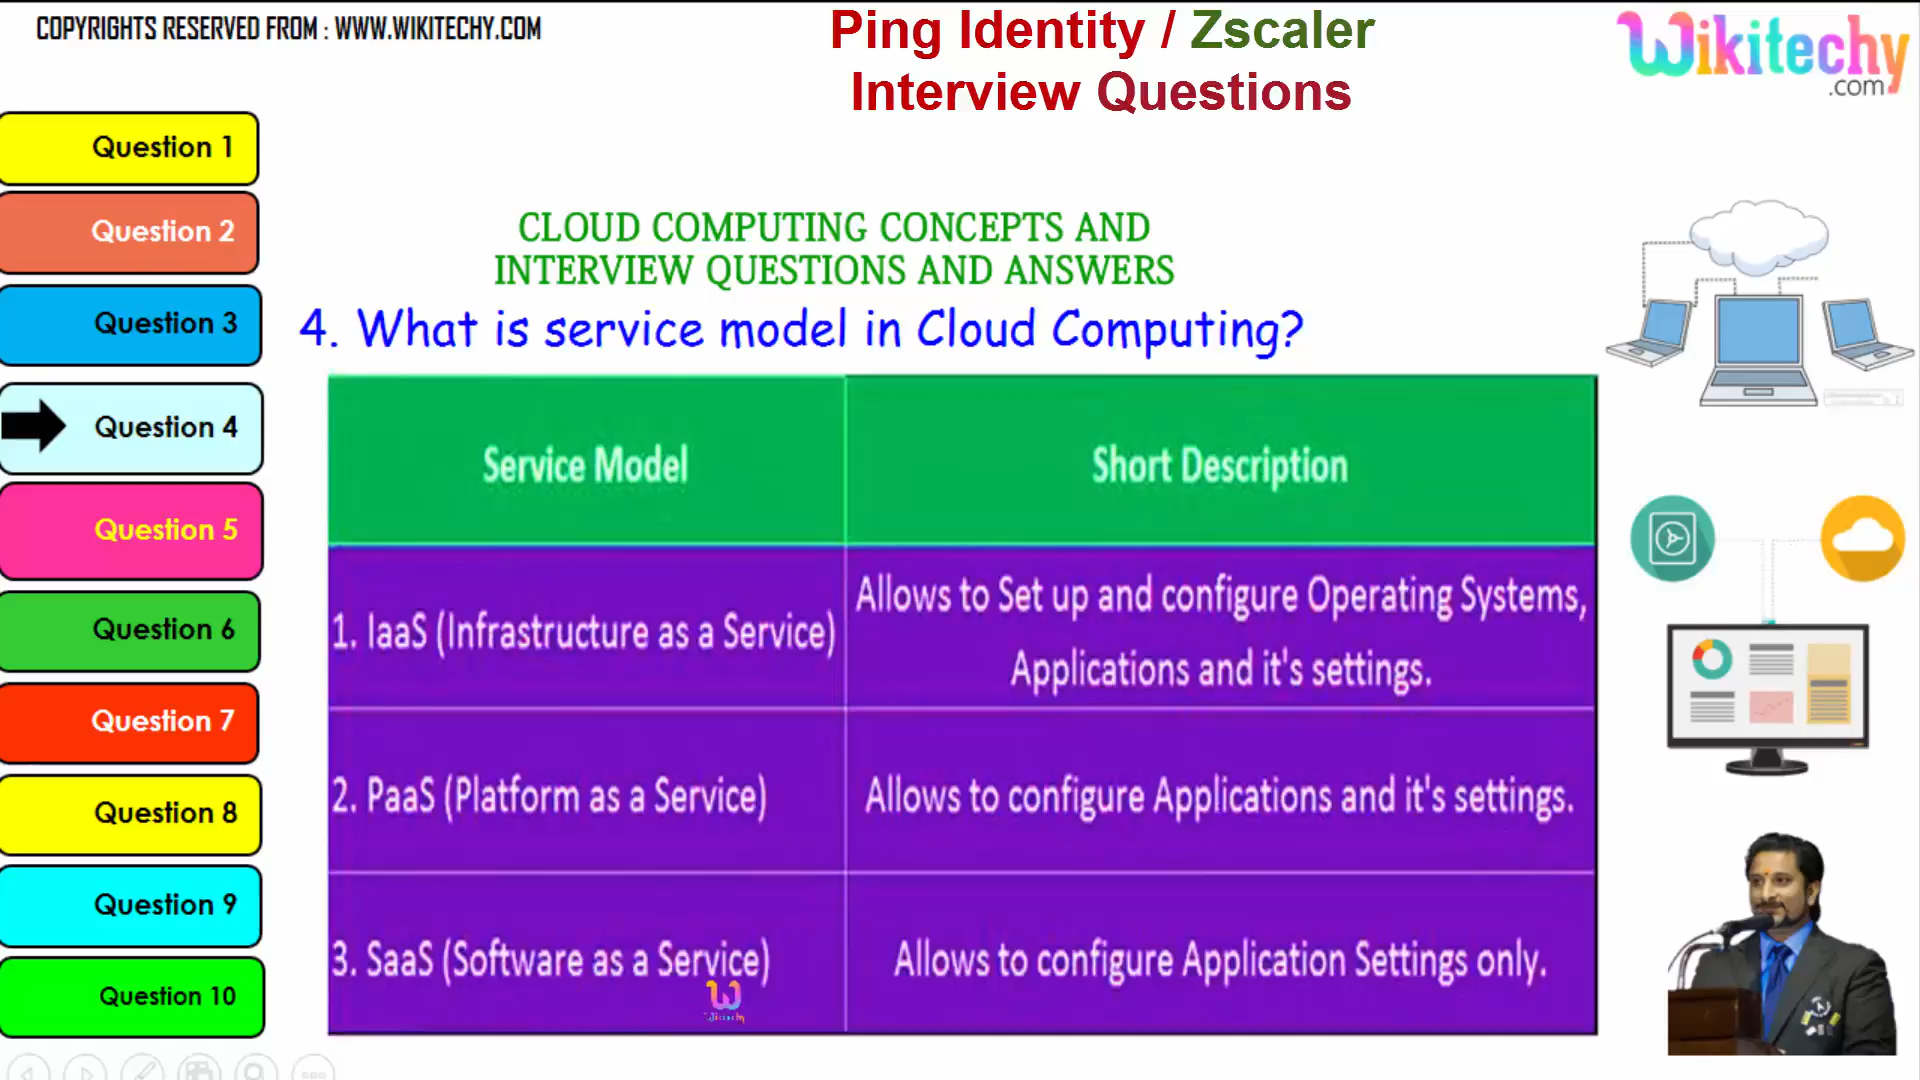 COPYRIGHTS RESERVED FROM : WWW.WIKITECHY.COM
Ping Identity / Zscaler
Interview Questions
Wikitechy
.com
Question 1
Question 2
Question 3
Question 4
Question 5
Question 6
Question 7
Question 8
Question 9
Question 10
CLOUD COMPUTING CONCEPTS AND
INTERVIEW QUESTIONS AND ANSWERS
4. What is service model in Cloud Computing?
Service Model
Short Description
1. IaaS (Infrastructure as a Service)
Allows to Set up and configure Operating Systems,
Applications and it's settings.
2. PaaS (Platform as a Service)
Allows to configure Applications and it's settings.
3. SaaS (Software as a Service)
Allows to configure Application Settings only.
W
Wikitechy